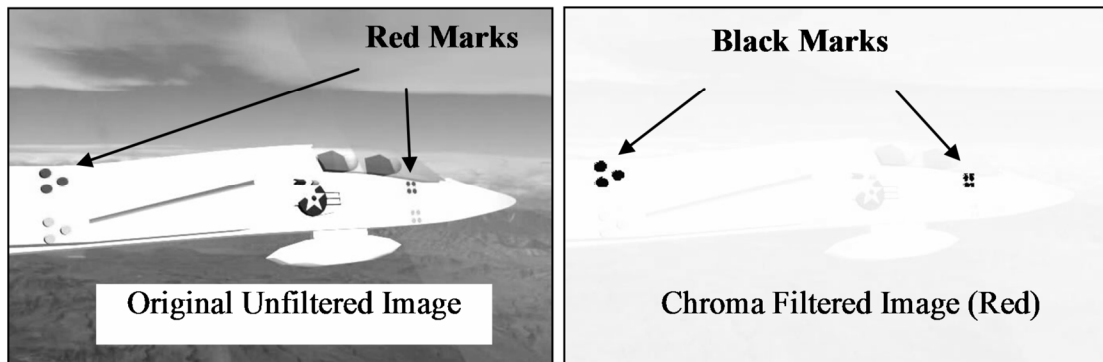 Red Marks
Original Unfiltered Image
Black Marks
Chroma Filtered Image (Red)